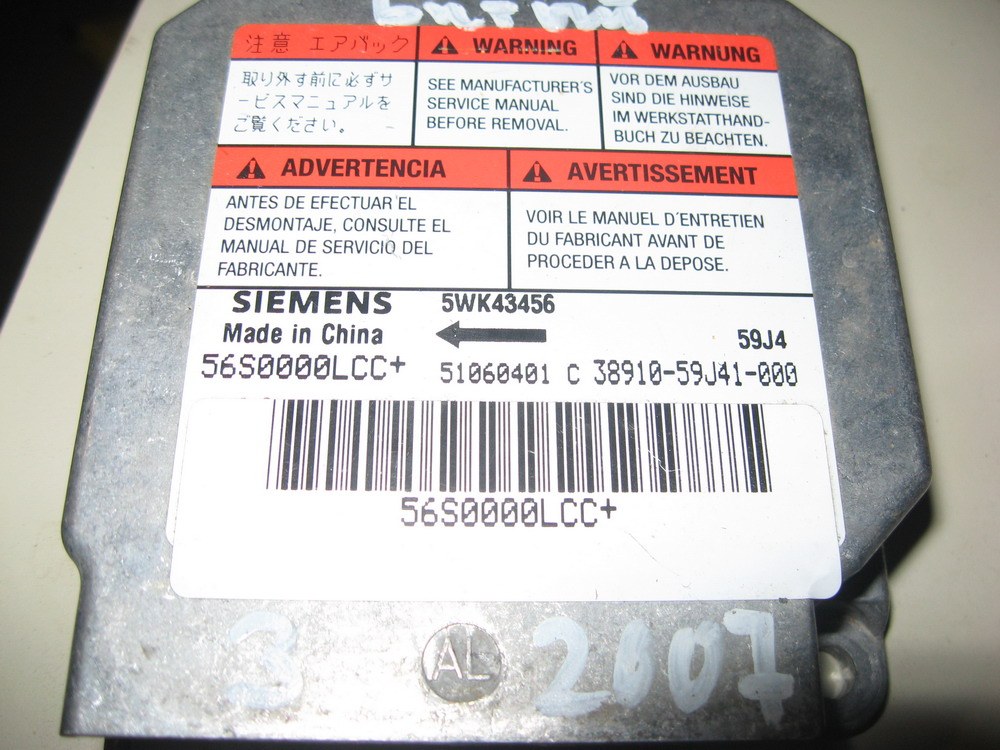 注意 エアバック
取り外す前に必ずサ
ービスマニュアルを
ご覧ください。
WARNING
SEE MANUFACTURER'S
SERVICE MANUAL
BEFORE REMOVAL.
WARNUNG
VOR DEM AUSBAU
SIND DIE HINWEISE
IM WERKSTATTHAND-
BUCH ZU BEACHTEN.
ADVERTENCIA
ANTES DE EFECTUAR EL
DESMONTAJE, CONSULTE EL
MANUAL DE SERVICIO DEL
FABRICANTE.
AVERTISSEMENT
VOIR LE MANUEL D´ENTRETIEN
DU FABRICANT AVANT DE
PROCEDER A LA DEPOSE.
SIEMENS 5WK43456
Made in China 59J4
56S0000LCC+ 51060401 C 38910-59J41-000
56S0000LCC+
3 AL 2007